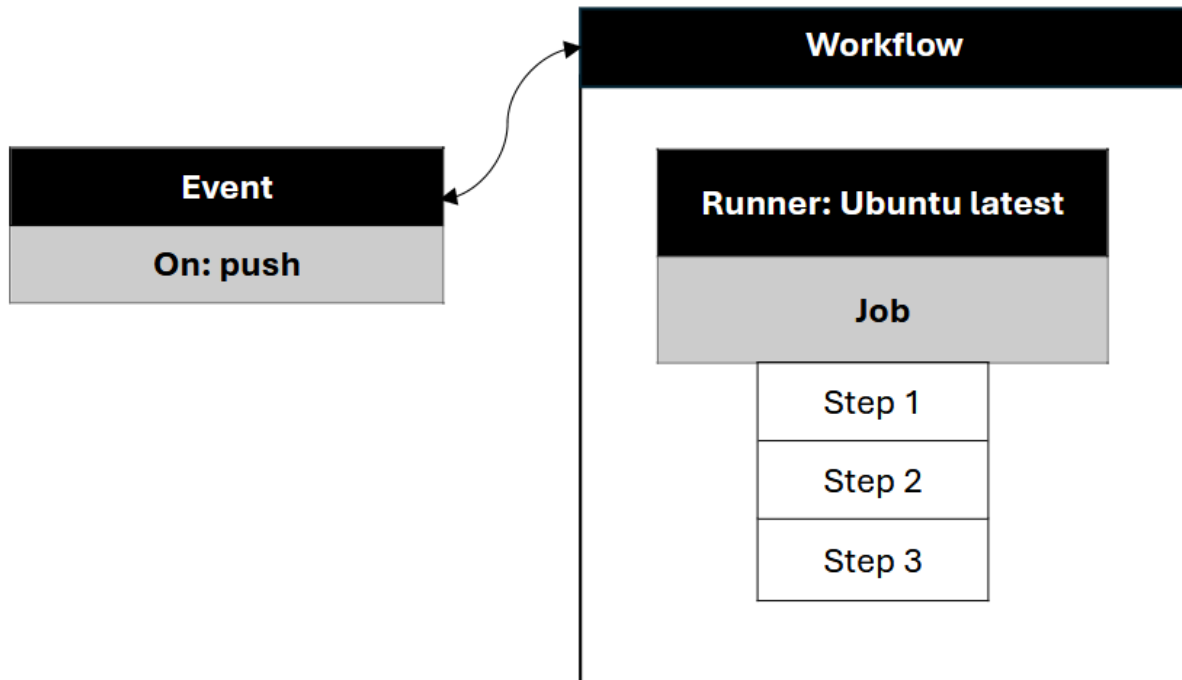 Workflow
Event
On: push
Runner: Ubuntu latest
Job
Step 1
Step 2
Step 3